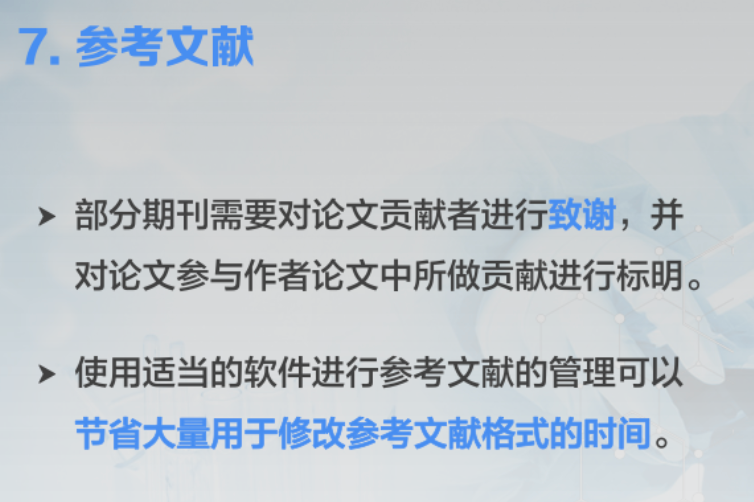 7. 参考文献
➤ 部分期刊需要对论文贡献者进行致谢，并
对论文参与作者论文中所做贡献进行标明。
➤ 使用适当的软件进行参考文献的管理可以
节省大量用于修改参考文献格式的时间。